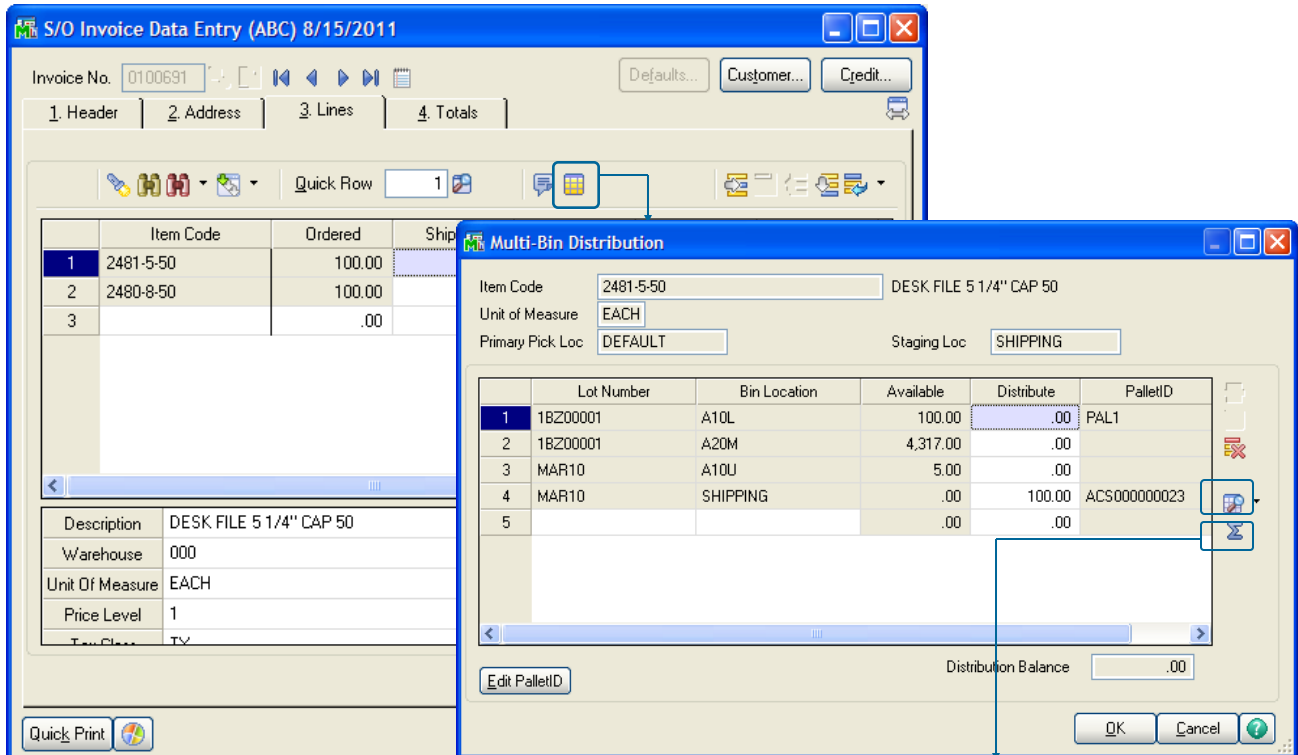 S/O Invoice Data Entry (ABC) 8/15/2011
Invoice No. 0100691 Defaults... Customer... Credit...
1. Header 2. Address 3. Lines 4. Totals
Quick Row 1
Item Code Ordered Ship
1 2481-5-50 100.00
2 2480-8-50 100.00
3 .00
Description DESK FILE 5 1/4" CAP 50
Warehouse 000
Unit Of Measure EACH
Price Level 1
Tax Class TX
Quick Print
Multi-Bin Distribution
Item Code 2481-5-50 DESK FILE 5 1/4" CAP 50
Unit of Measure EACH
Primary Pick Loc DEFAULT Staging Loc SHIPPING
Lot Number Bin Location Available Distribute PalletID
1 1BZ00001 A10L 100.00 .00 PAL1
2 1BZ00001 A20M 4,317.00 .00
3 MAR10 A10U 5.00 .00
4 MAR10 SHIPPING .00 100.00 ACS000000023
5 .00 .00
Distribution Balance .00
Edit PalletID
OK Cancel